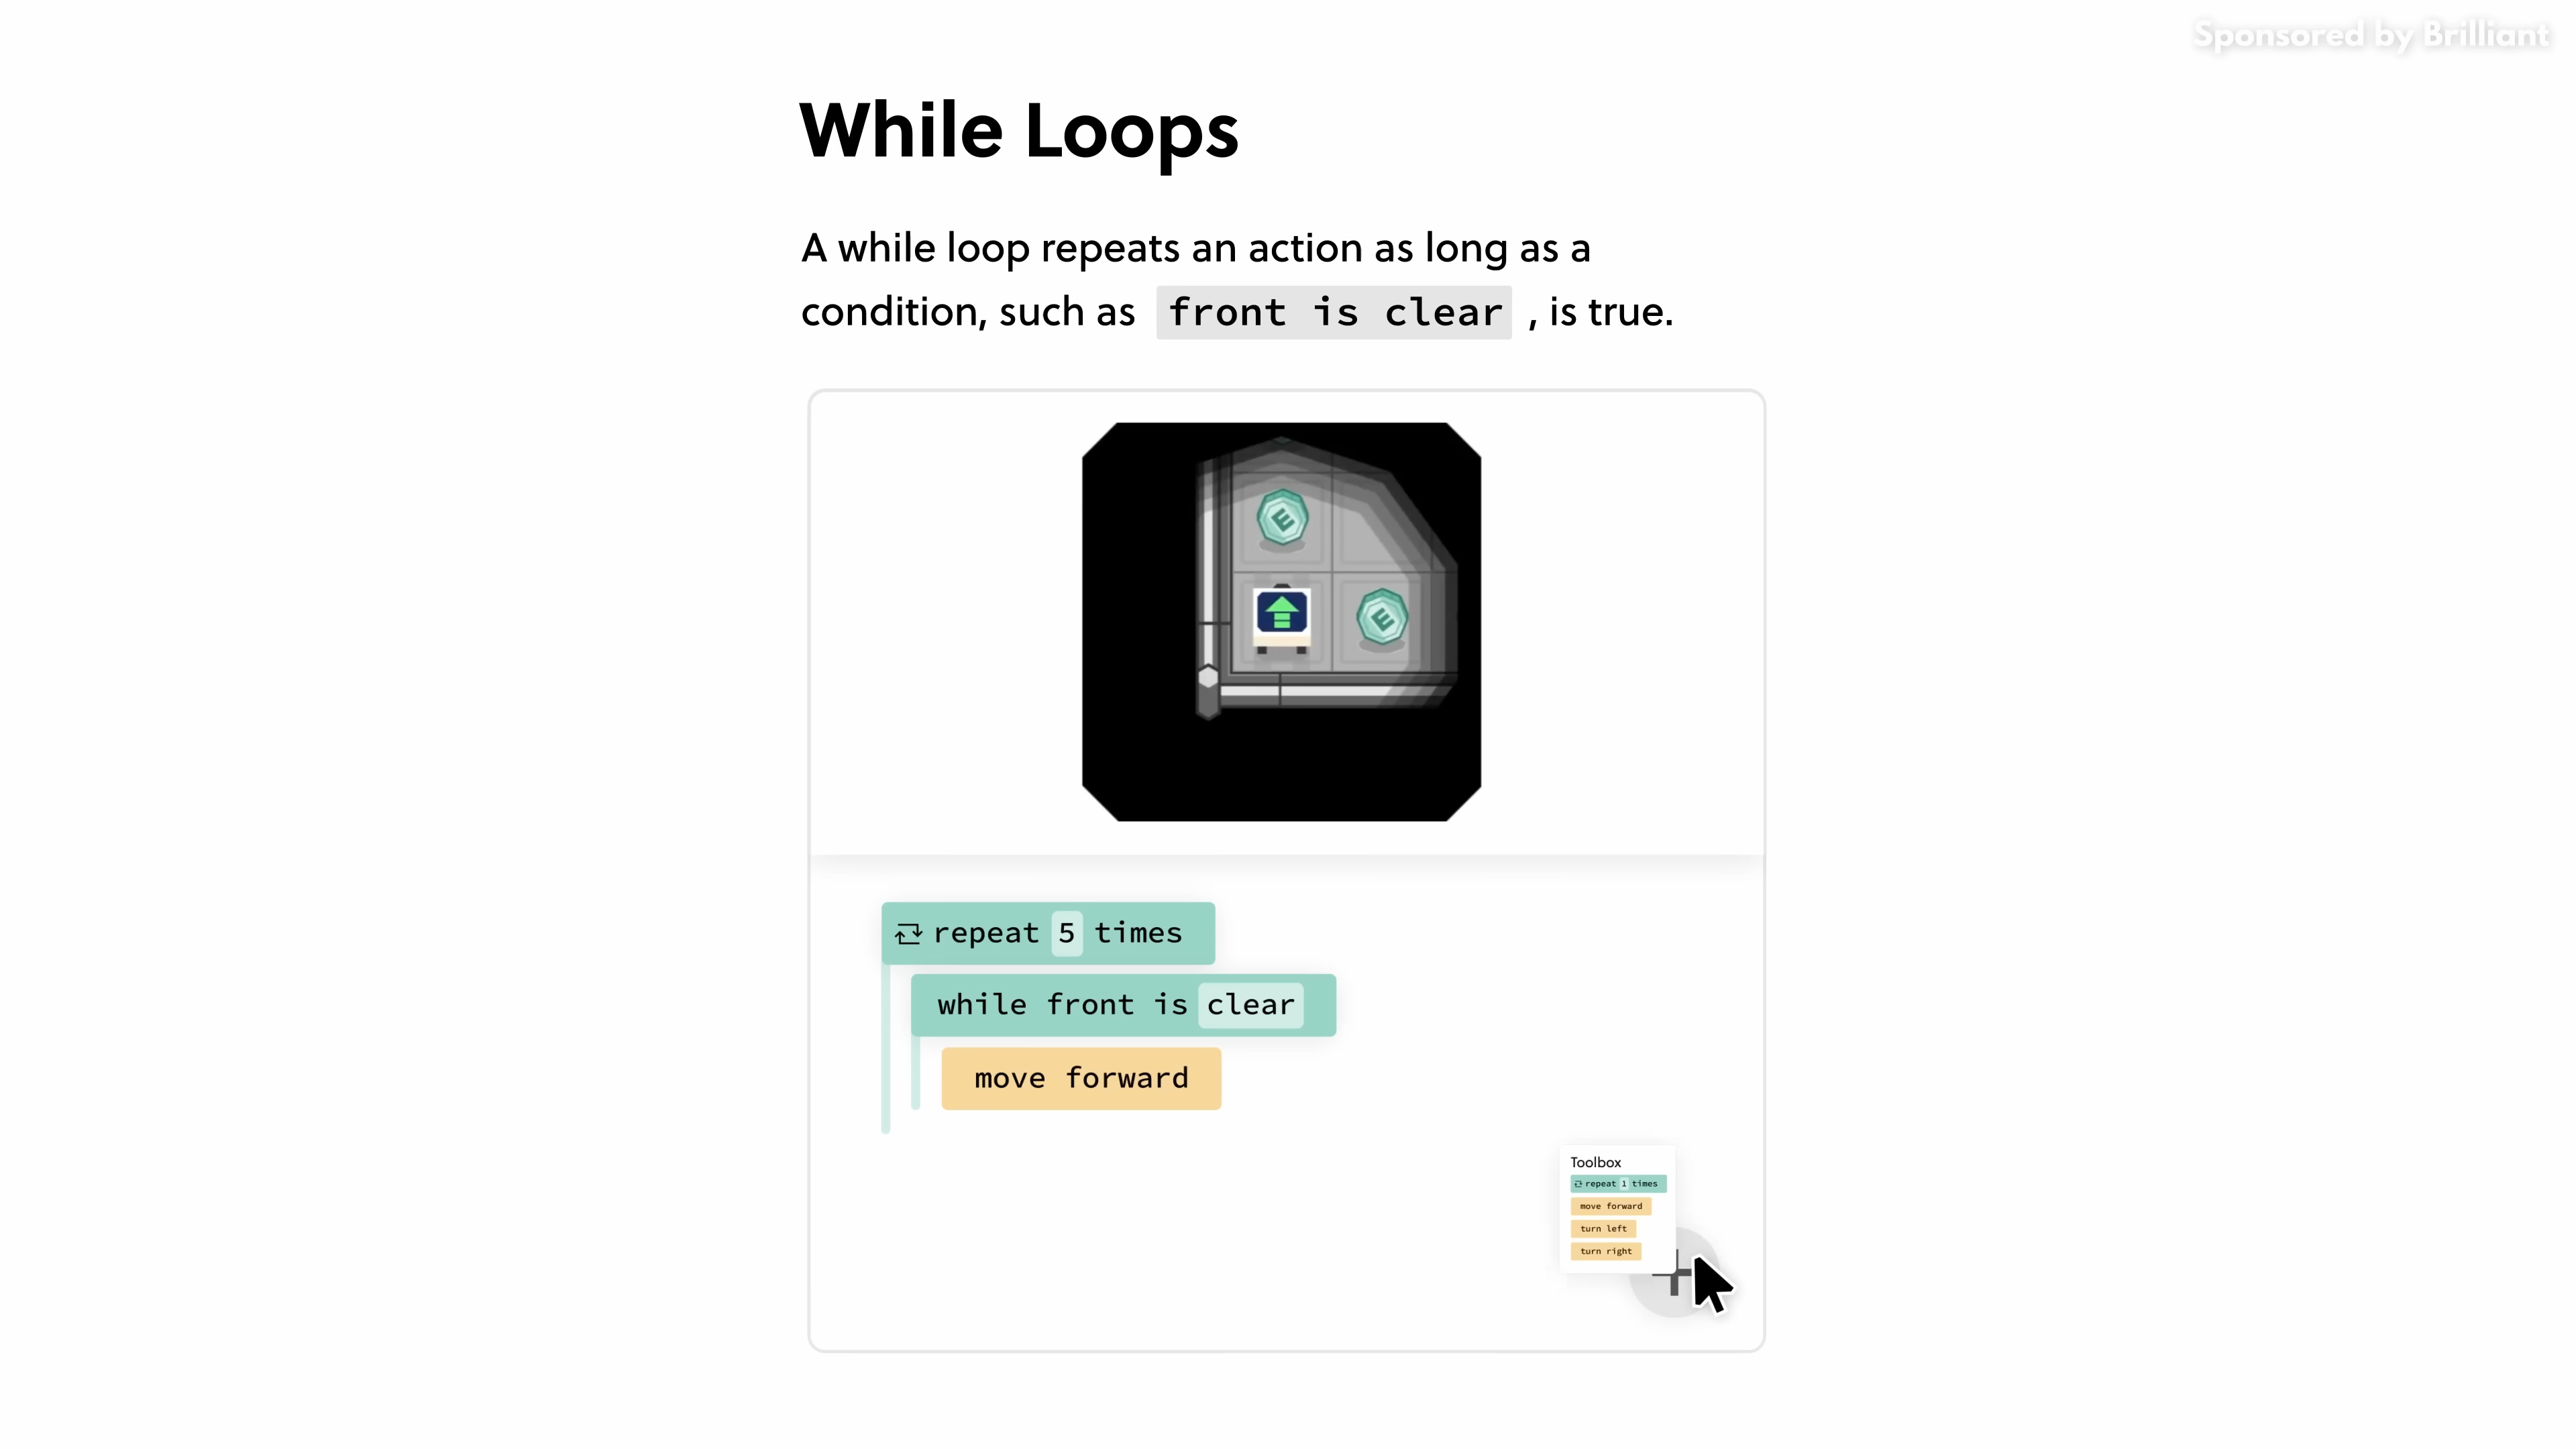 Sponsored by Brilliant
While Loops
A while loop repeats an action as long as a
condition, such as front is clear , is true.
E
E
repeat 5 times
while front is clear
move forward
Toolbox
repeat 1 times
move forward
turn left
turn right